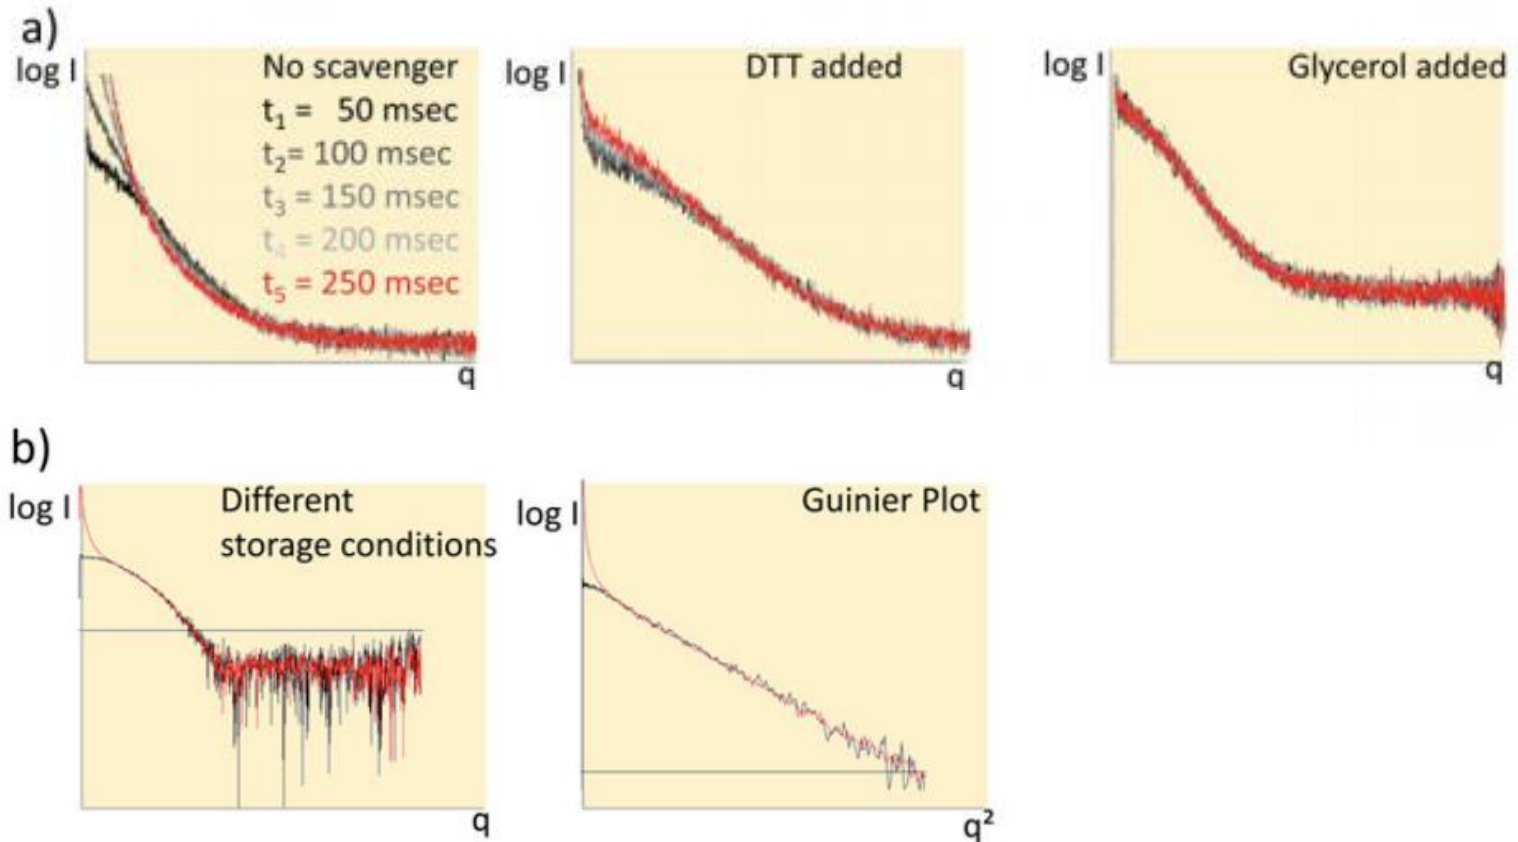 a)
log I
No scavenger
t₁ = 50 msec
t₂= 100 msec
t₃ = 150 msec
t₄ = 200 msec
t₅ = 250 msec
q
log I
DTT added
q
log I
Glycerol added
q
b)
log I
Different
storage conditions
q
log I
Guinier Plot
q²